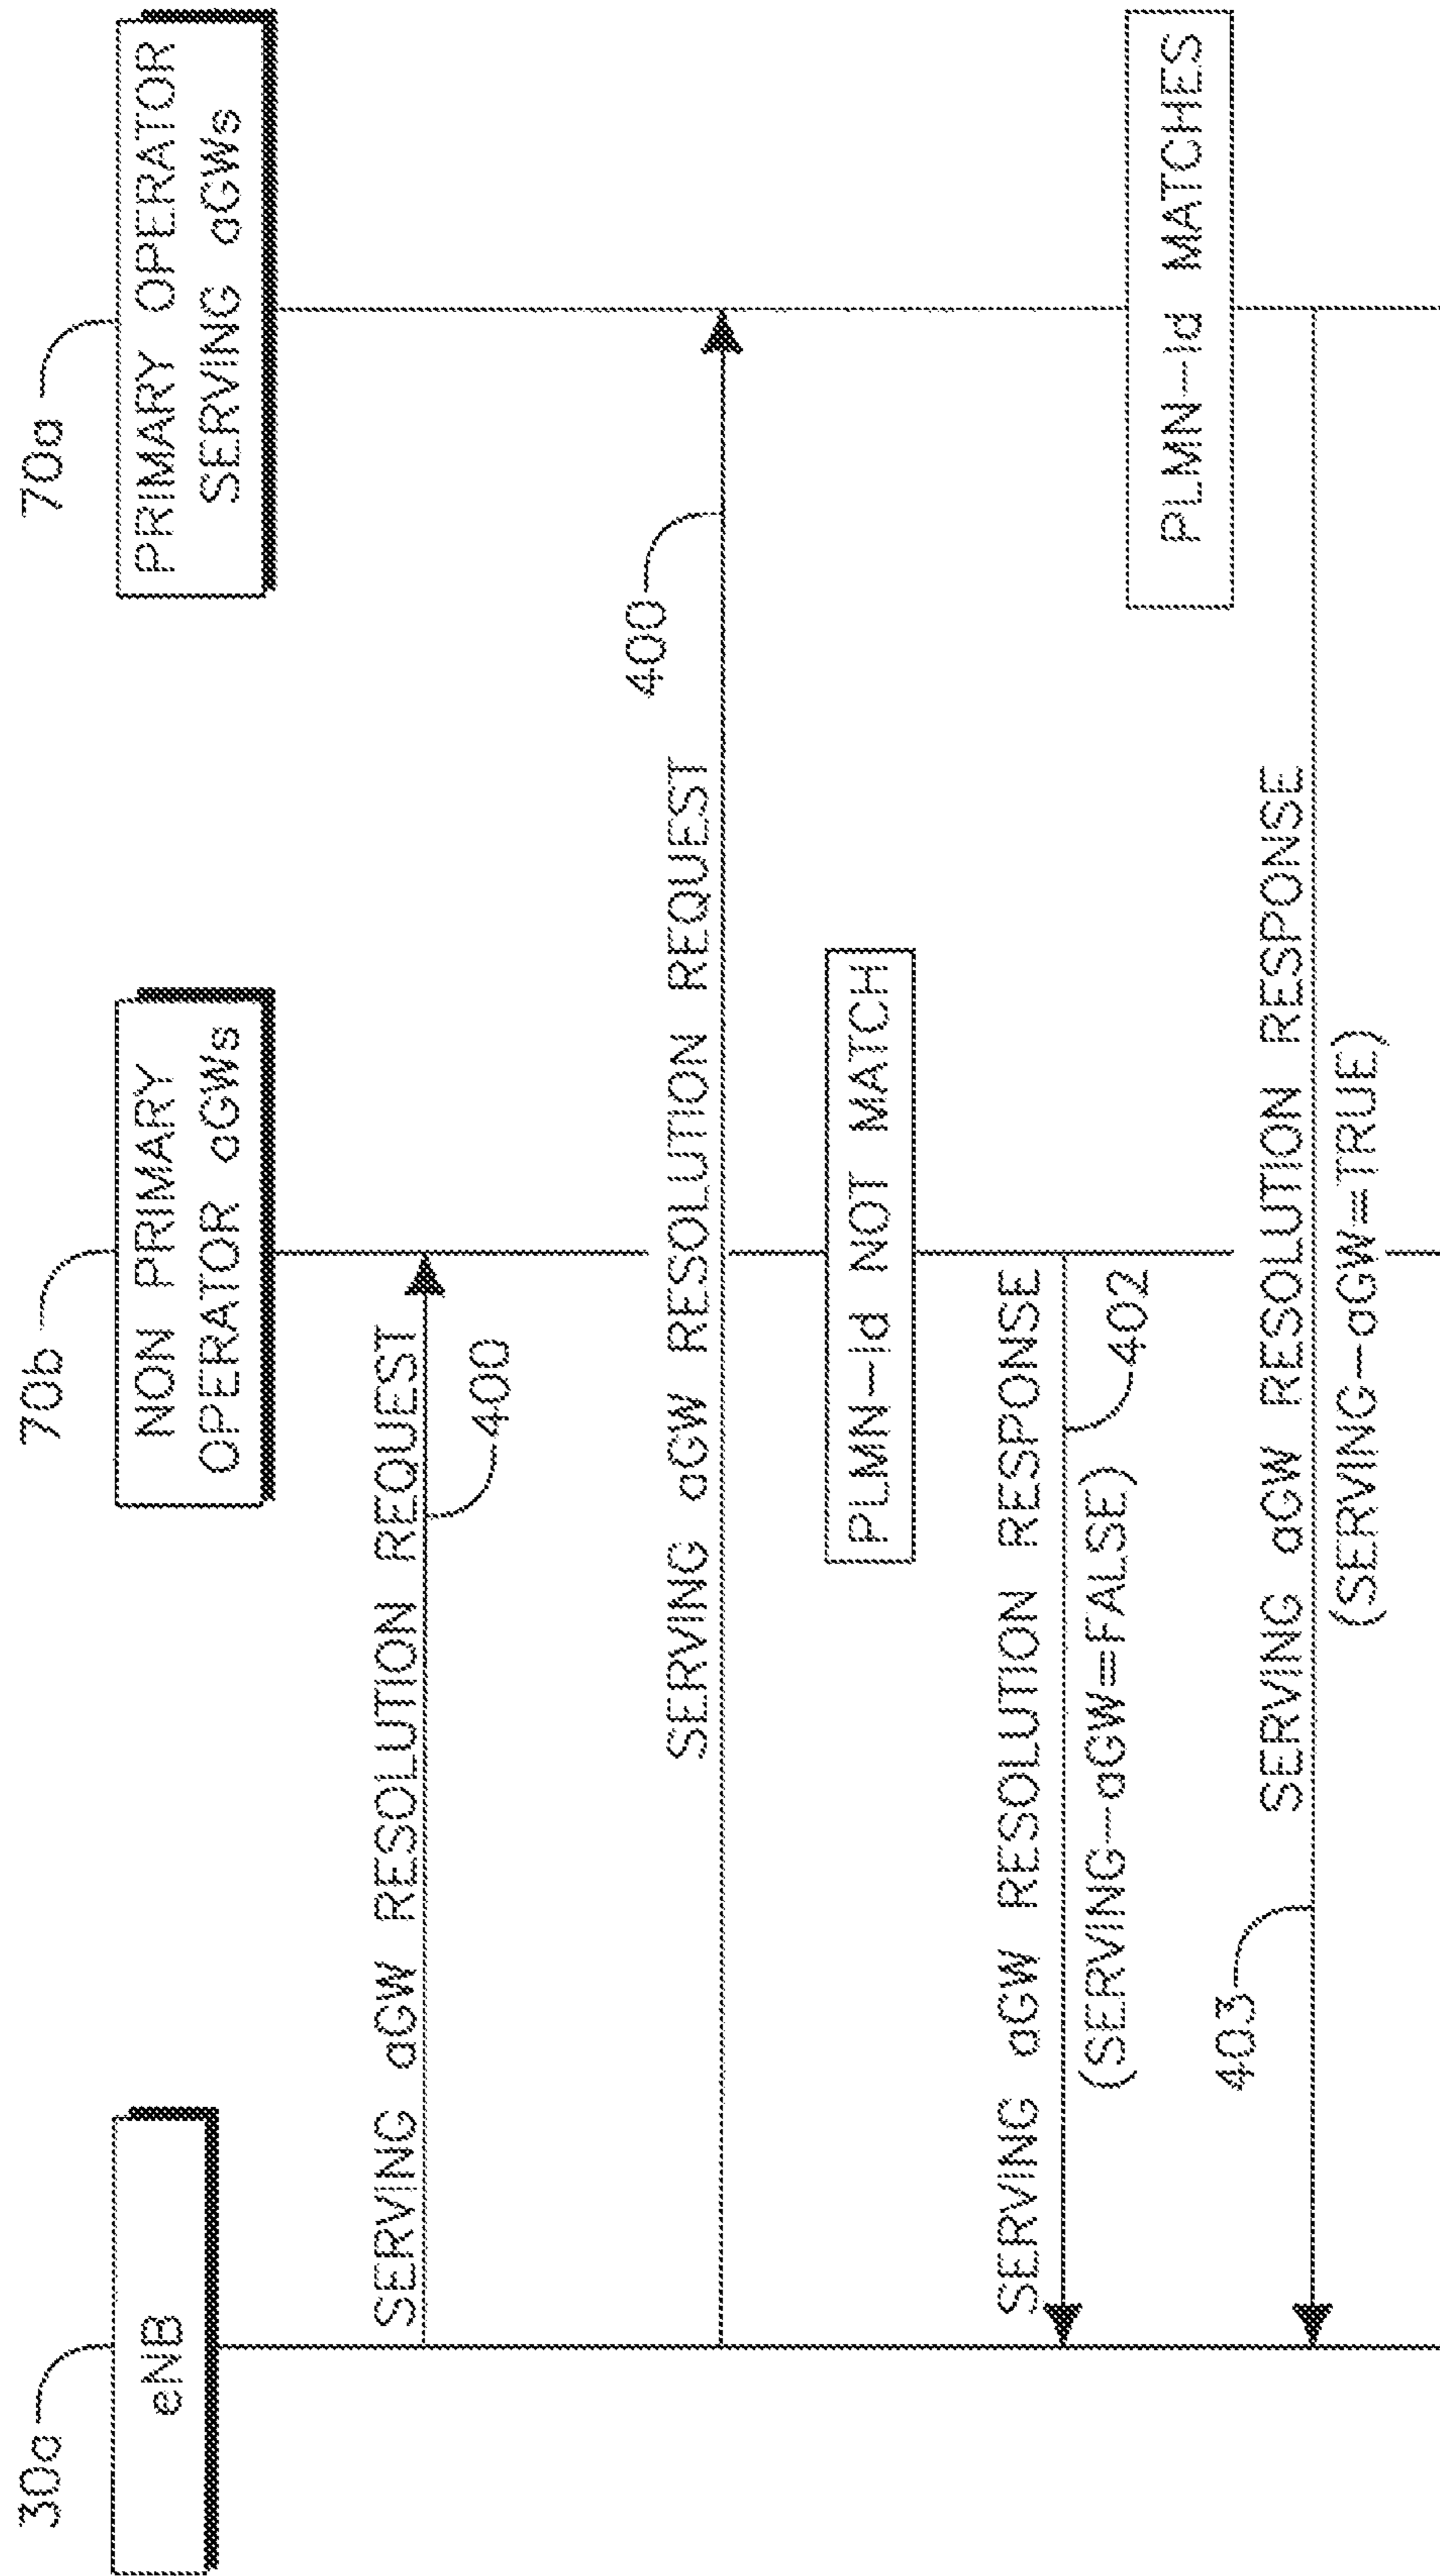 30a
eNB
70b
NON PRIMARY
OPERATOR aGWs
70a
PRIMARY OPERATOR
SERVING aGWs
SERVING aGW RESOLUTION REQUEST
400
SERVING aGW RESOLUTION REQUEST
400
PLMN-id NOT MATCH
SERVING aGW RESOLUTION RESPONSE
402
(SERVING-aGW=FALSE)
PLMN-id MATCHES
403
SERVING aGW RESOLUTION RESPONSE
(SERVING-aGW=TRUE)